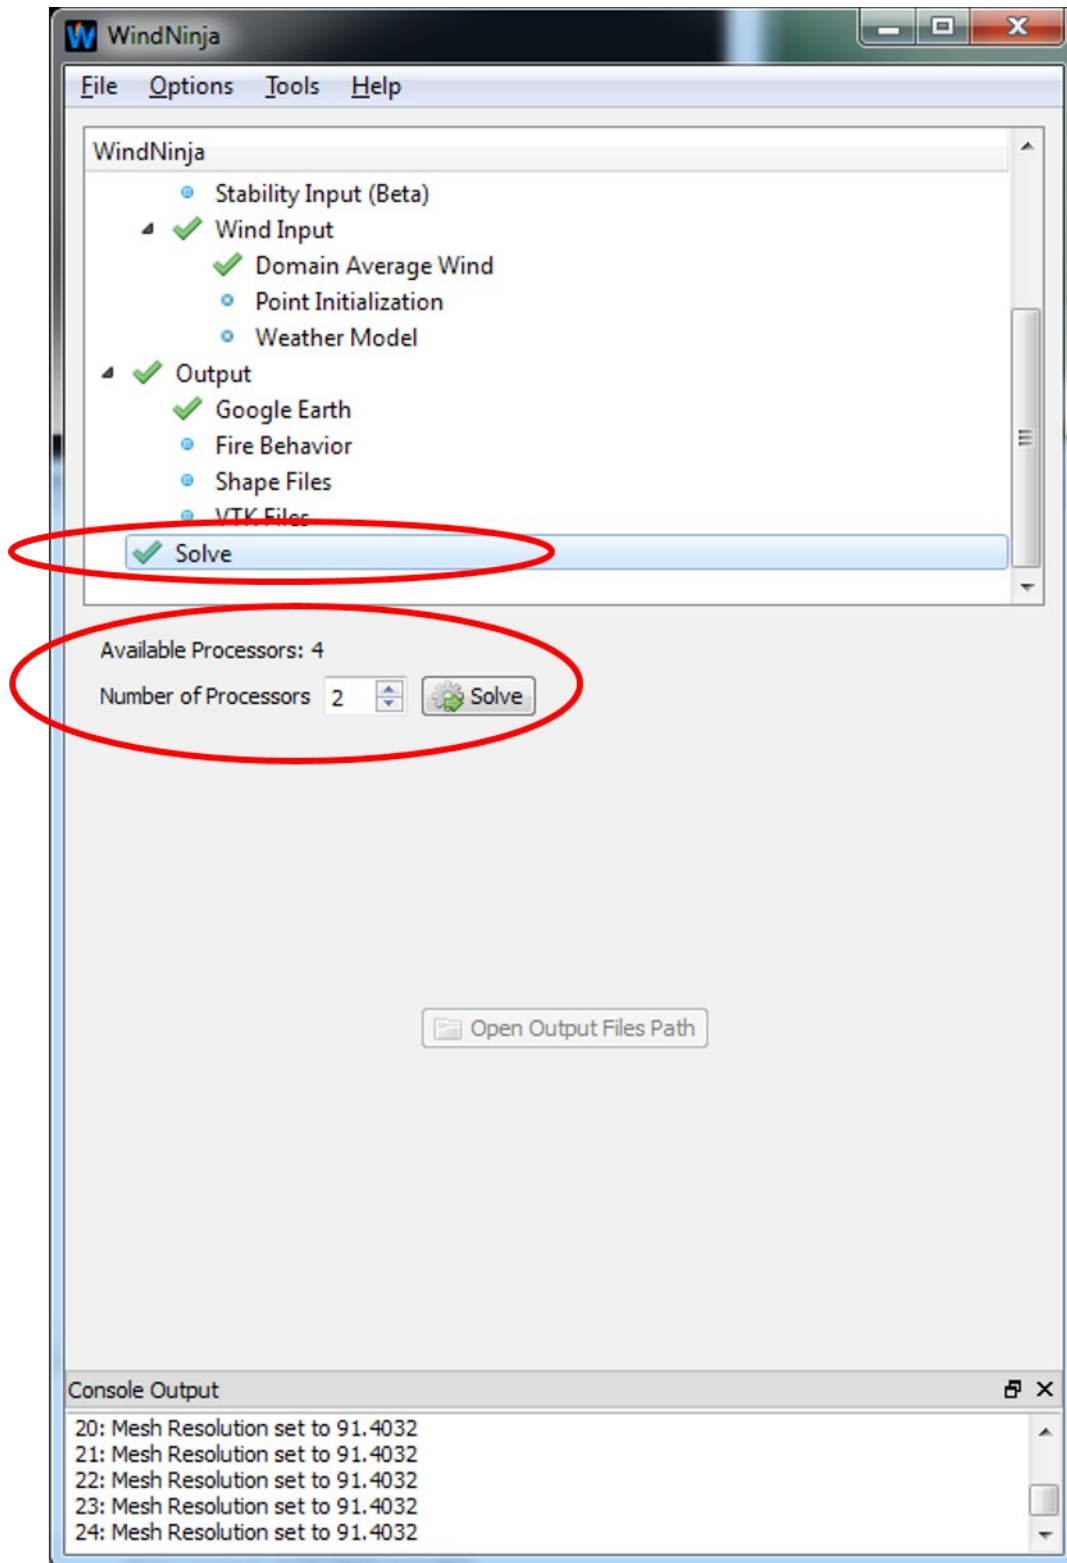 WindNinja
File Options Tools Help
WindNinja
Stability Input (Beta)
Wind Input
Domain Average Wind
Point Initialization
Weather Model
Output
Google Earth
Fire Behavior
Shape Files
VTK Files
Solve
Available Processors: 4
Number of Processors 2 Solve
Open Output Files Path
Console Output
20: Mesh Resolution set to 91.4032
21: Mesh Resolution set to 91.4032
22: Mesh Resolution set to 91.4032
23: Mesh Resolution set to 91.4032
24: Mesh Resolution set to 91.4032